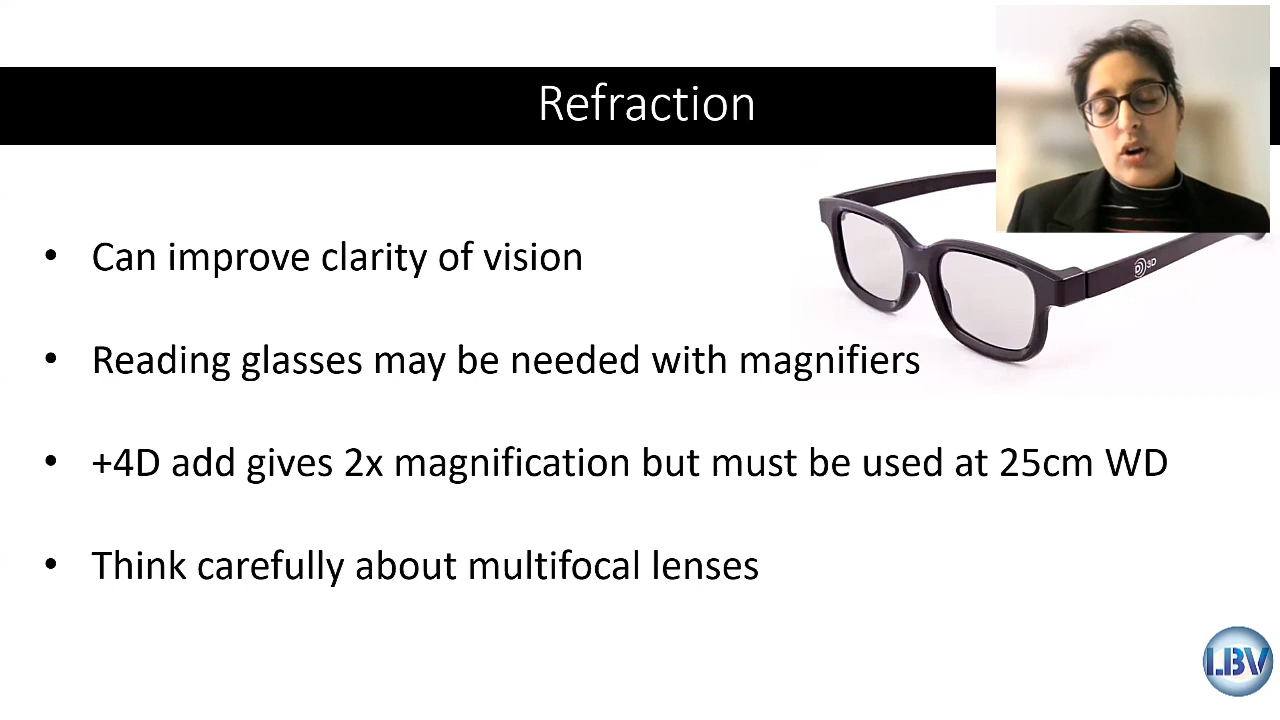 Refraction
3D
• Can improve clarity of vision
• Reading glasses may be needed with magnifiers
• +4D add gives 2x magnification but must be used at 25cm WD
• Think carefully about multifocal lenses
LBV